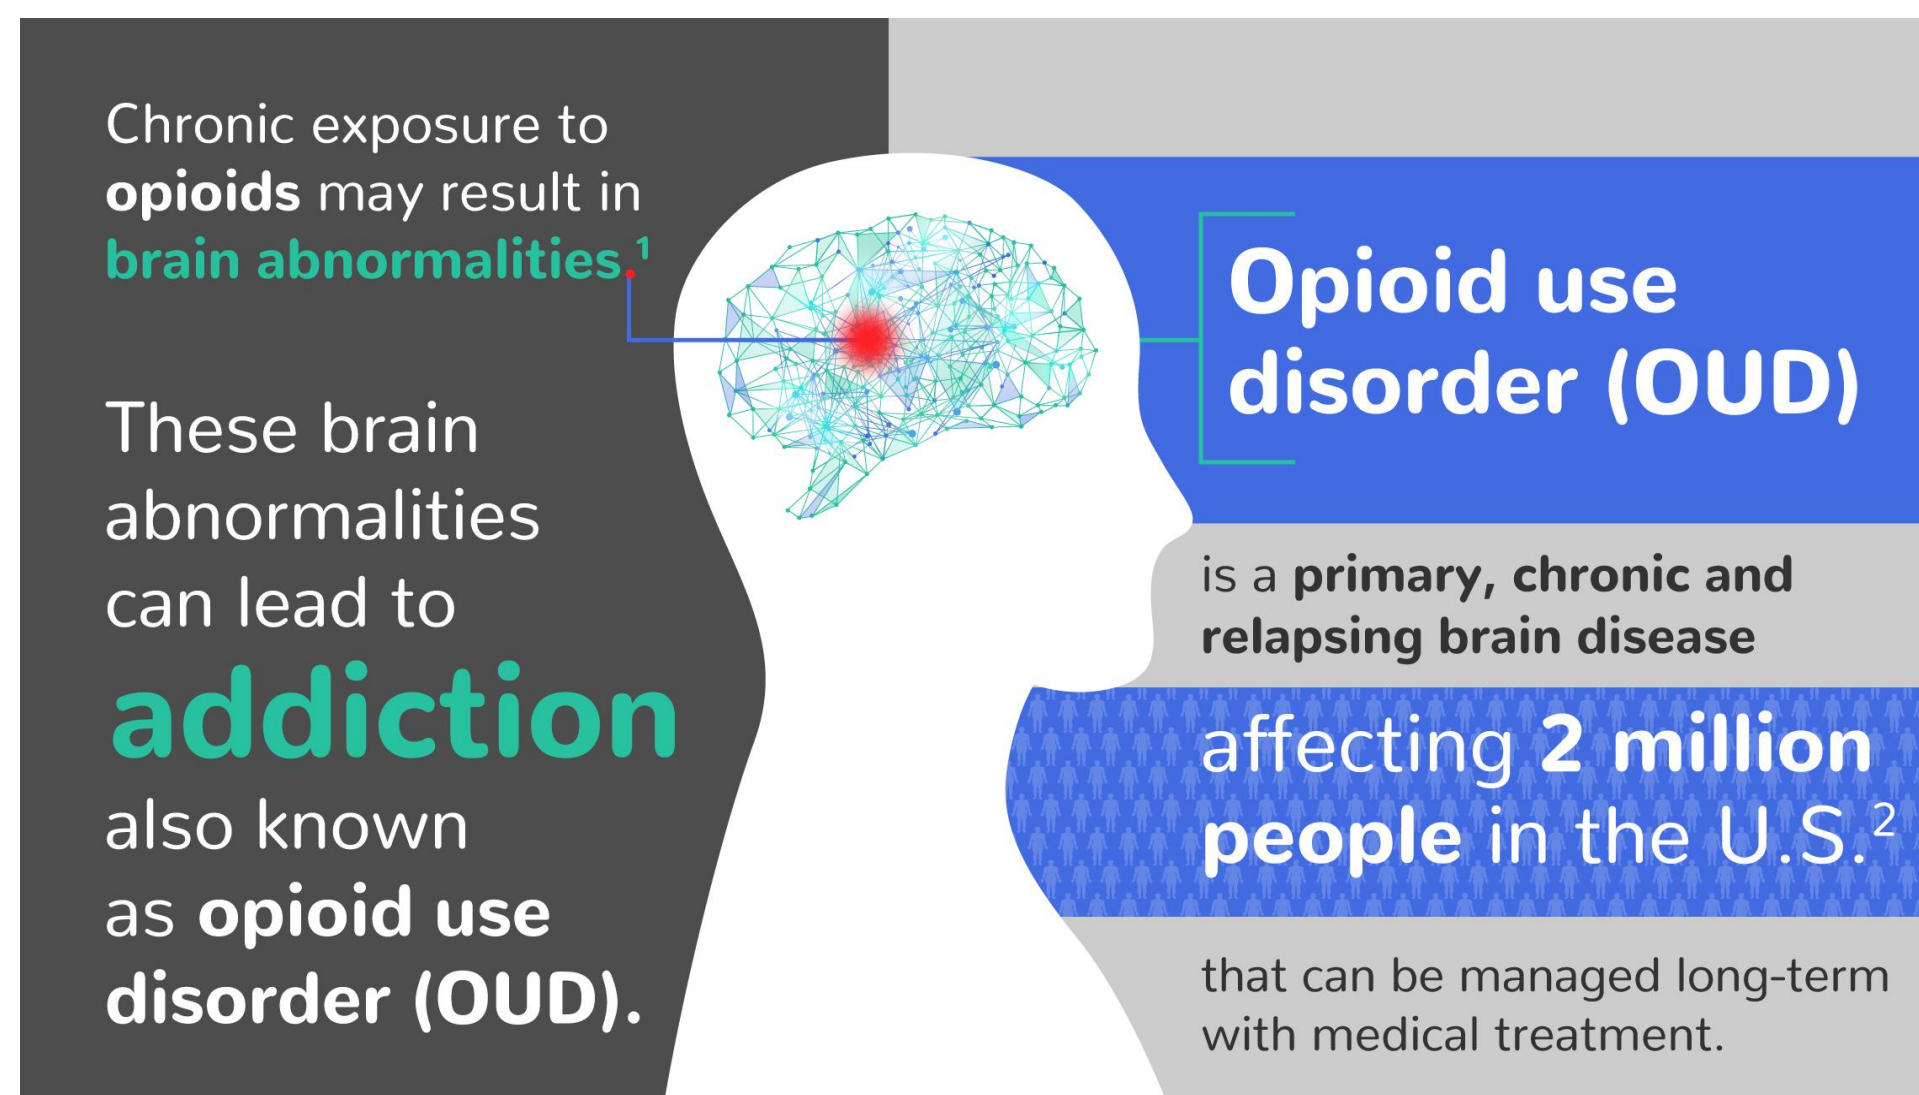 Chronic exposure to
opioids may result in
brain abnormalities.¹
These brain
abnormalities
can lead to
addiction
also known
as opioid use
disorder (OUD).
Opioid use
disorder (OUD)
is a primary, chronic and
relapsing brain disease
affecting 2 million
people in the U.S.²
that can be managed long-term
with medical treatment.